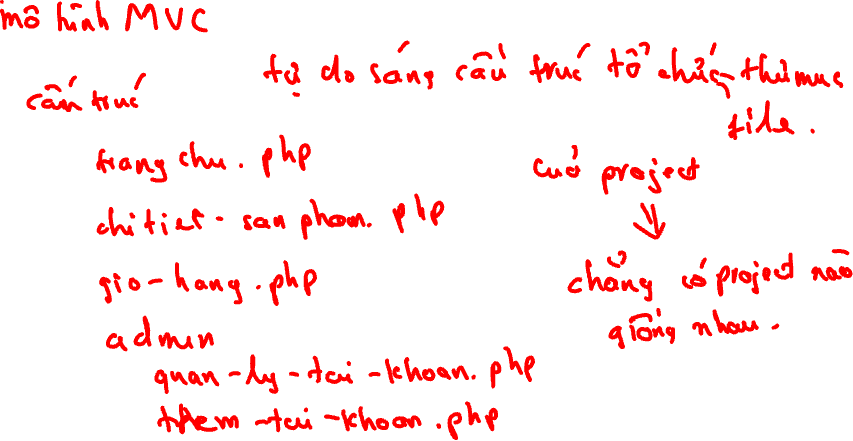 mô hình MVC
cấu trúc
trang chu.php
chi tiet-san pham.php
gio-hang.php
admin
quan-ly-tai-khoan.php
them-tai-khoan.php
tự do sáng cấu trúc tổ chức thư mục
file.
cuả project
chẳng có project nào
giống nhau.